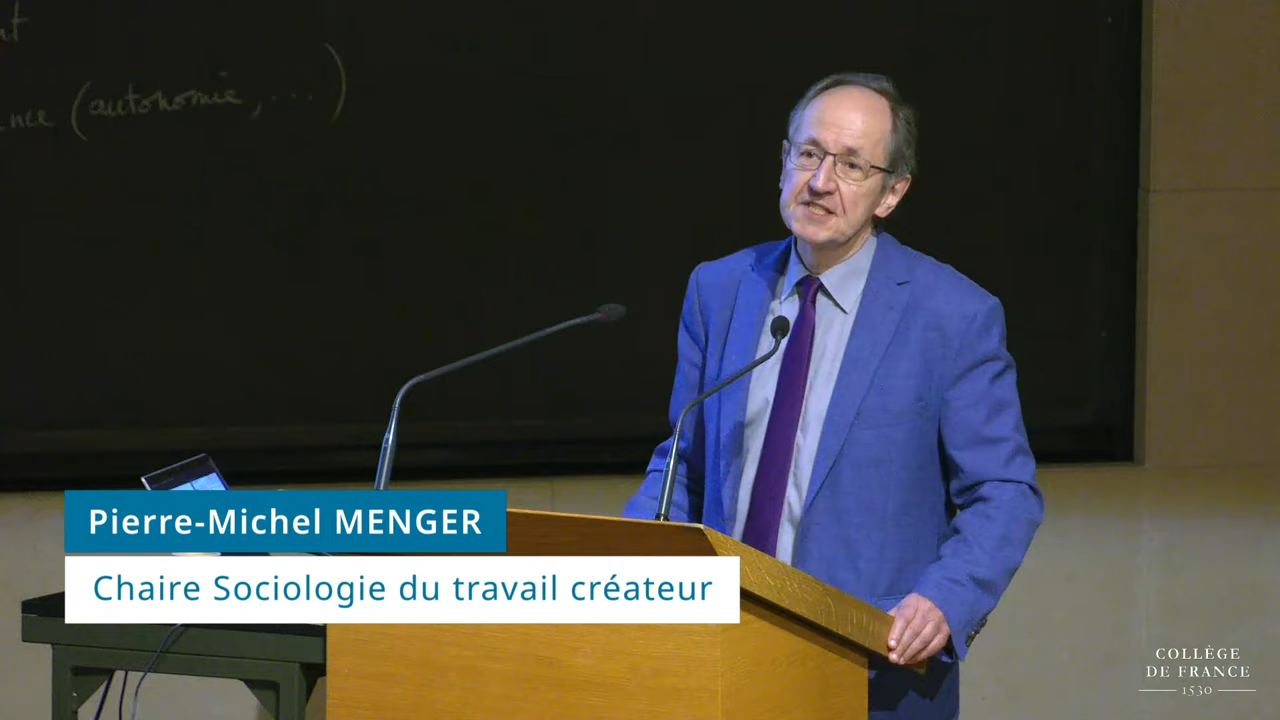 (autonomie, ...)
Pierre-Michel MENGER
Chaire Sociologie du travail créateur
COLLÈGE
DE FRANCE
1530